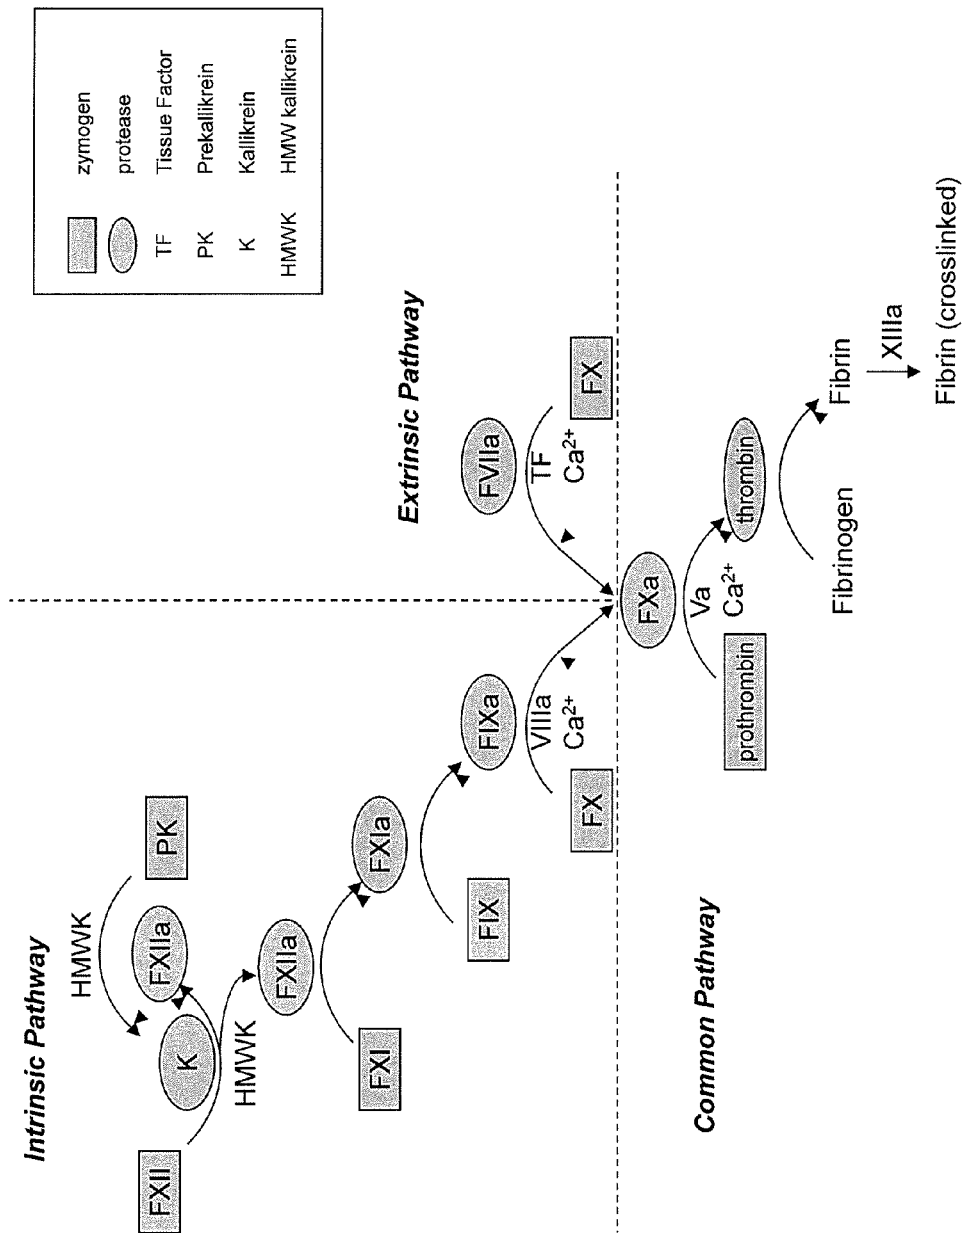 Intrinsic Pathway
HMWK
FXII
K
FXIIa
PK
HMWK
FXIIa
FXI
FXIa
FIX
FIXa
FX
VIIIa
Ca2+
Extrinsic Pathway
FVIIa
TF
Ca2+
FX
Common Pathway
FXa
prothrombin
Va
Ca2+
thrombin
Fibrinogen
Fibrin
XIIIa
Fibrin (crosslinked)
zymogen
protease
TF Tissue Factor
PK Prekallikrein
K Kallikrein
HMWK HMW kallikrein